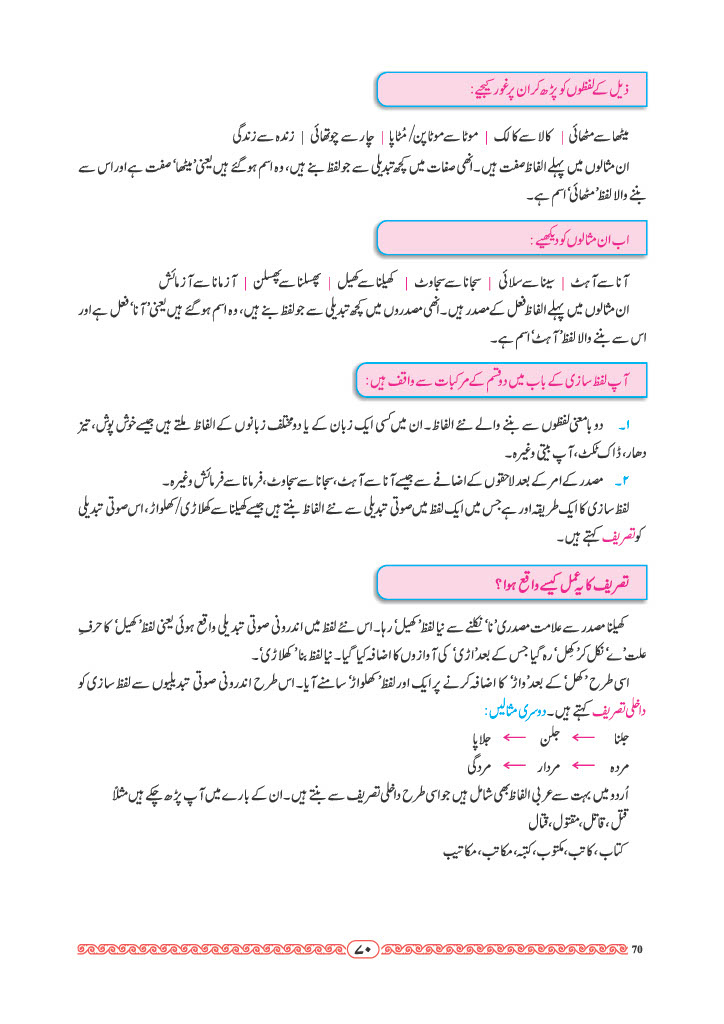 ذیل کے لفظوں کو پڑھ کر ان پر غور کیجیے :
میٹھا سے مٹھائی | کالا سے کالک | موٹا سے موٹاپن/مُٹاپا | چار سے چوتھائی | زندہ سے زندگی
ان مثالوں میں پہلے الفاظ صفت ہیں۔ انھی صفات میں کچھ تبدیلی سے جو لفظ بنے ہیں، وہ اسم ہو گئے ہیں یعنی ’میٹھا‘ صفت ہے اور اس سے
بننے والا لفظ ’مٹھائی‘ اسم ہے۔
اب ان مثالوں کو دیکھیے :
آنا سے آہٹ | سینا سے سلائی | سجانا سے سجاوٹ | کھیلنا سے کھیل | پھسلنا سے پھسلن | آزمانا سے آزمائش
ان مثالوں میں پہلے الفاظ فعل کے مصدر ہیں۔ انھی مصدروں میں کچھ تبدیلی سے جو لفظ بنے ہیں، وہ اسم ہو گئے ہیں یعنی ’آنا‘ فعل ہے اور
اس سے بننے والا لفظ ’آہٹ‘ اسم ہے۔
آپ لفظ سازی کے باب میں دو قسم کے مرکبات سے واقف ہیں :
۱۔ دو بامعنی لفظوں سے بننے والے نئے الفاظ۔ ان میں کسی ایک زبان کے یا دو مختلف زبانوں کے الفاظ ملتے ہیں جیسے خوش پوش، تیز
دھار، ڈاک ٹکٹ، آپ بیتی وغیرہ۔
۲۔ مصدر کے امر کے بعد لاحقوں کے اضافے سے جیسے آنا سے آہٹ، سجانا سے سجاوٹ، فرمانا سے فرمائش وغیرہ۔
لفظ سازی کا ایک طریقہ اور ہے جس میں ایک لفظ میں صوتی تبدیلی سے نئے الفاظ بنتے ہیں جیسے کھیلنا سے کھلاڑی/کھلواڑ، اس صوتی تبدیلی
کو تصریف کہتے ہیں۔
تصریف کا یہ عمل کیسے واقع ہوا ؟
کھیلنا مصدر سے علامت مصدری ’نا‘ نکلنے سے نیا لفظ ’کھیل‘ رہا۔ اس نئے لفظ میں اندرونی صوتی تبدیلی واقع ہوئی یعنی لفظ ’کھیل‘ کا حرفِ
علت ’ے‘ نکل کر ’کھِل‘ رہ گیا جس کے بعد ’اڑی‘ کی آوازوں کا اضافہ کیا گیا۔ نیا لفظ بنا ’کھلاڑی‘۔
اسی طرح ’کھل‘ کے بعد ’واڑ‘ کا اضافہ کرنے پر ایک اور لفظ ’کھلواڑ‘ سامنے آیا۔ اس طرح اندرونی صوتی تبدیلیوں سے لفظ سازی کو
داخلی تصریف کہتے ہیں۔ دوسری مثالیں :
جلنا ← جلن ← جلاپا
مردہ ← مردار ← مردگی
اُردو میں بہت سے عربی الفاظ بھی شامل ہیں جو اسی طرح داخلی تصریف سے بنتے ہیں۔ ان کے بارے میں آپ پڑھ چکے ہیں مثلاً
قتل، قاتل، مقتول، قتال
کتاب، کاتب، مکتوب، کتبہ، مکاتب، مکاتیب
۷۰
70